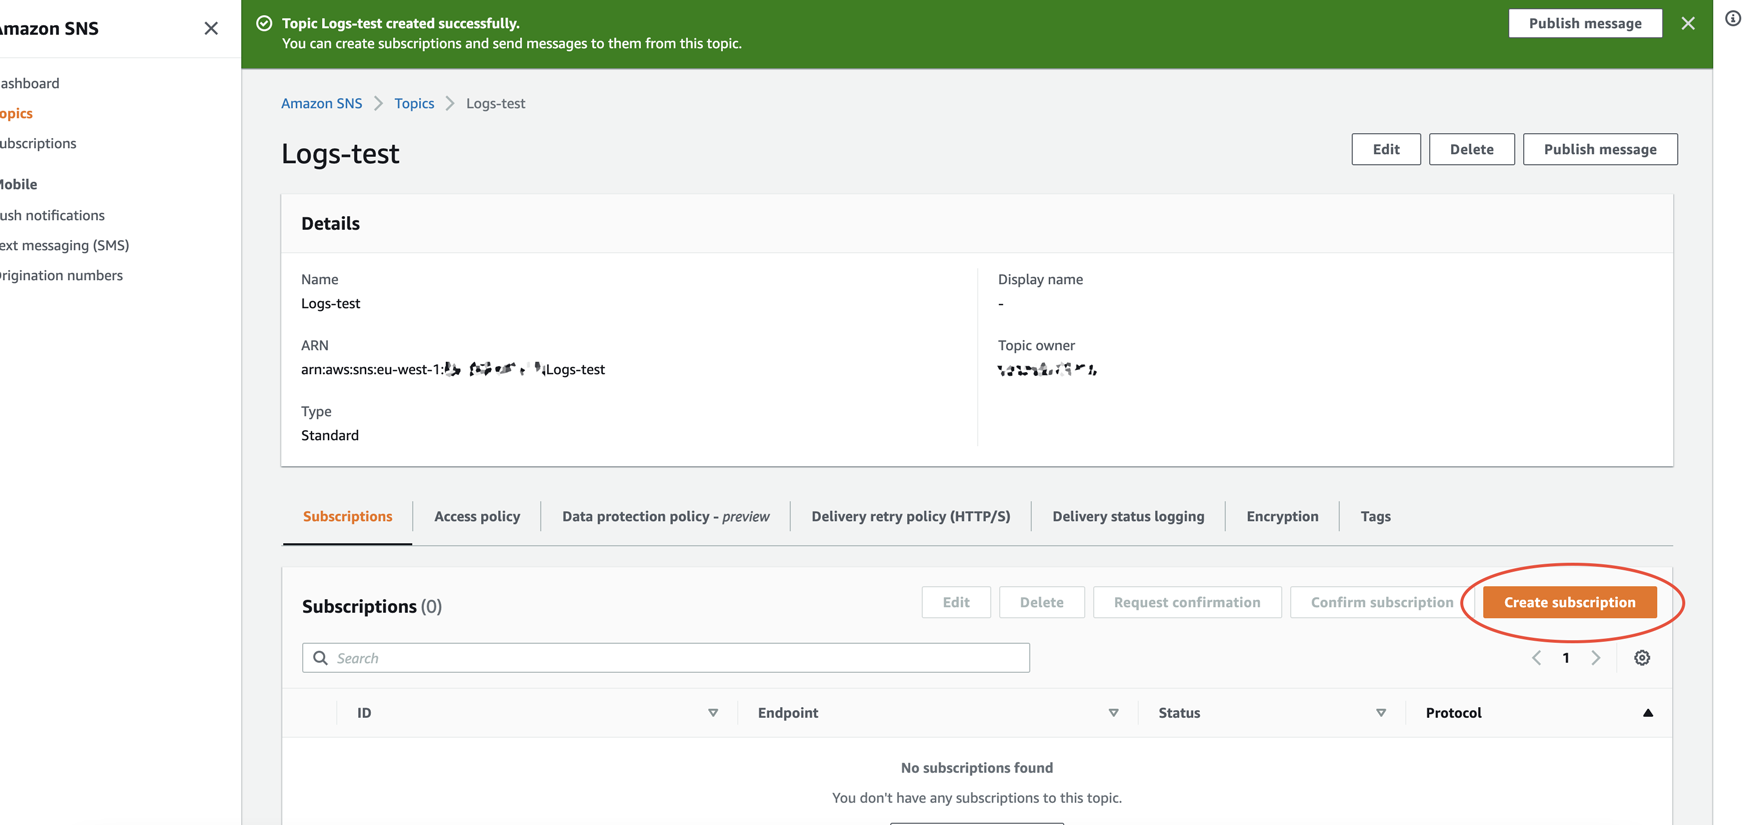 Amazon SNS
Topic Logs-test created successfully.
You can create subscriptions and send messages to them from this topic.
Publish message
ashboard
opics
ubscriptions
Mobile
ush notifications
ext messaging (SMS)
rigination numbers
Amazon SNS > Topics > Logs-test
Logs-test
Edit Delete Publish message
Details
Name
Logs-test
Display name
-
ARN
arn:aws:sns:eu-west-1: Logs-test
Topic owner
Type
Standard
Subscriptions Access policy Data protection policy - preview Delivery retry policy (HTTP/S) Delivery status logging Encryption Tags
Subscriptions (0)
Edit Delete Request confirmation Confirm subscription Create subscription
Search
1
ID Endpoint Status Protocol
No subscriptions found
You don't have any subscriptions to this topic.